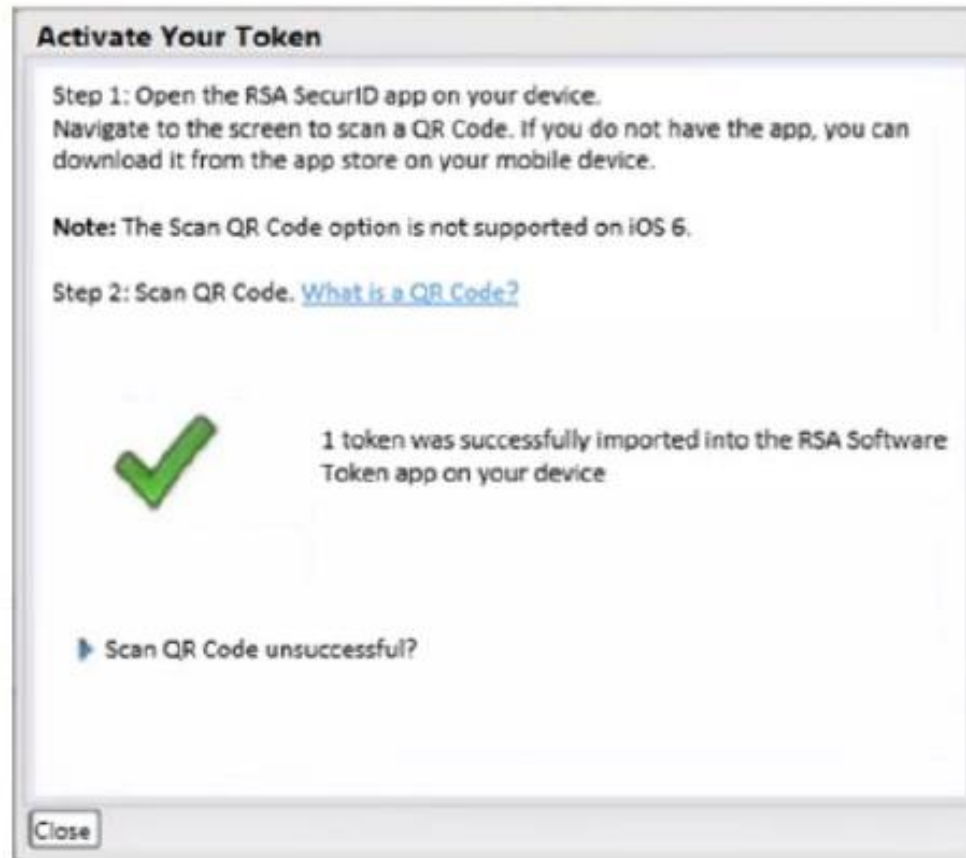 Activate Your Token
Step 1: Open the RSA SecurID app on your device.
Navigate to the screen to scan a QR Code. If you do not have the app, you can
download it from the app store on your mobile device.
Note: The Scan QR Code option is not supported on iOS 6.
Step 2: Scan QR Code. What is a QR Code?
1 token was successfully imported into the RSA Software
Token app on your device
Scan QR Code unsuccessful?
Close